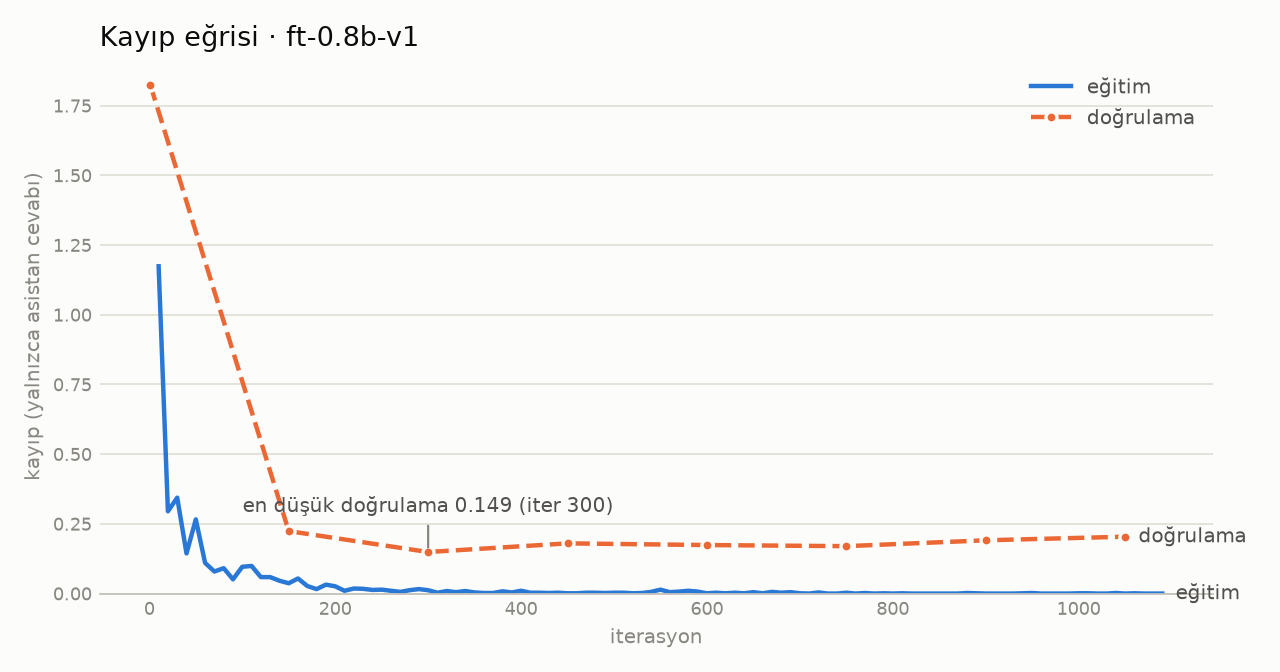 Kayıp eğrisi · ft-0.8b-v1
eğitim
doğrulama
kayıp (yalnızca asistan cevabı)
1.75
1.50
1.25
1.00
0.75
0.50
0.25
0.00
en düşük doğrulama 0.149 (iter 300)
doğrulama
eğitim
0 200 400 600 800 1000
iterasyon